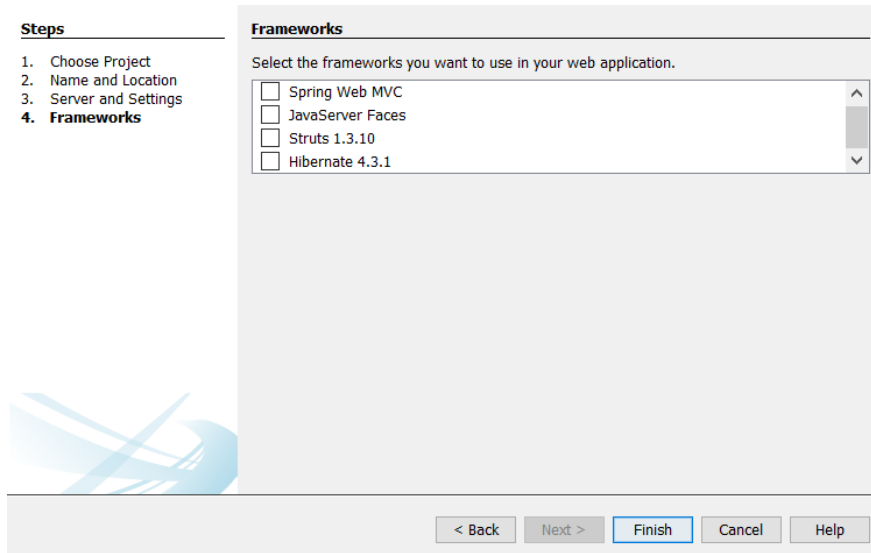 Steps
1. Choose Project
2. Name and Location
3. Server and Settings
4. Frameworks
Frameworks
Select the frameworks you want to use in your web application.
Spring Web MVC
JavaServer Faces
Struts 1.3.10
Hibernate 4.3.1
< Back Next > Finish Cancel Help